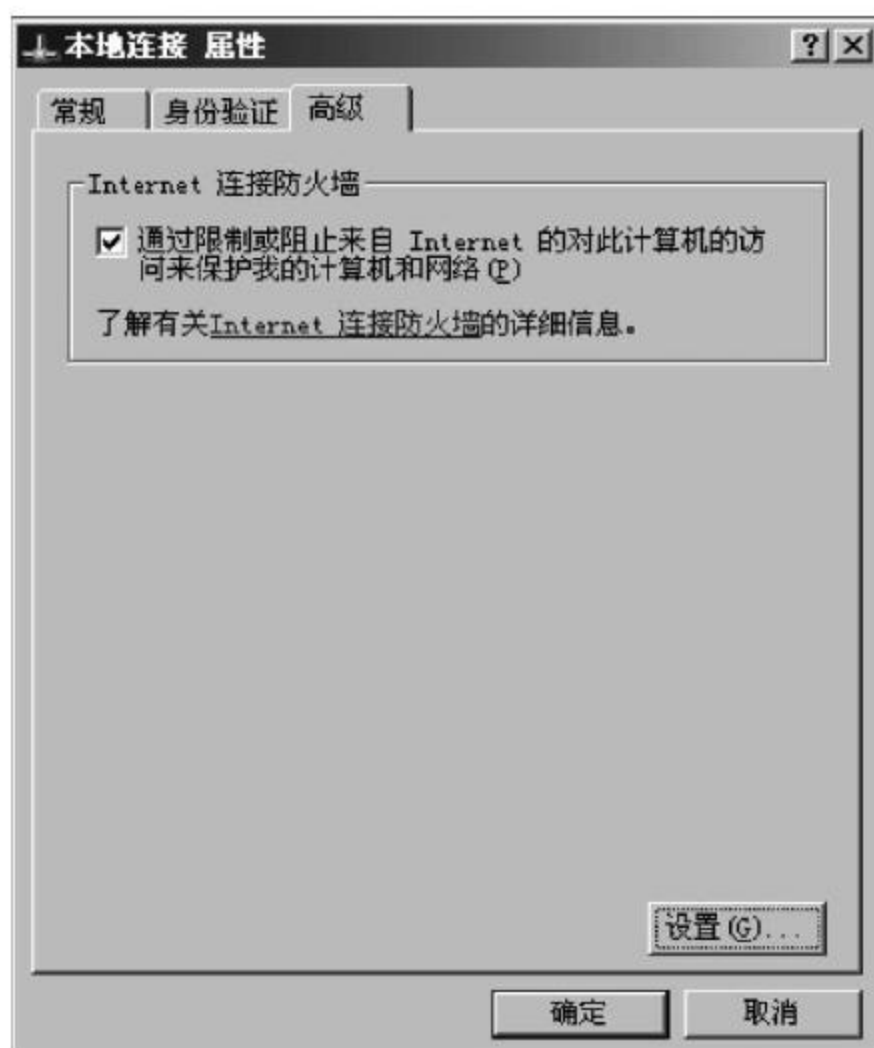 本地连接 属性
常规 身份验证 高级
Internet 连接防火墙
通过限制或阻止来自 Internet 的对此计算机的访
问来保护我的计算机和网络(P)
了解有关Internet 连接防火墙的详细信息。
设置(G)...
确定 取消